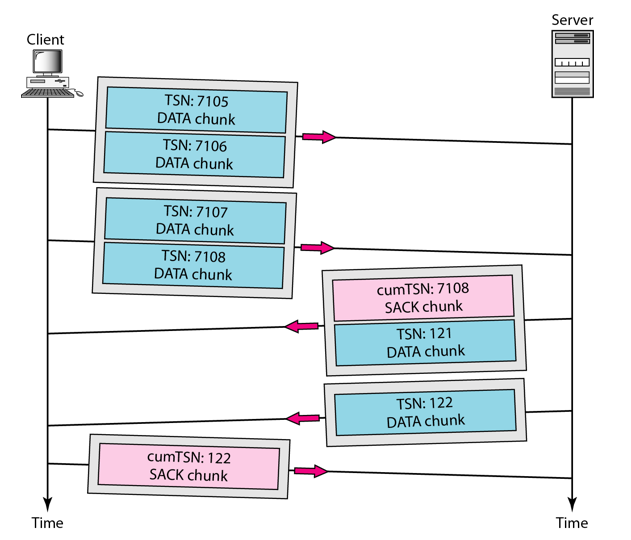 Server
Client
TSN: 7105
DATA chunk
TSN: 7106
DATA chunk
TSN: 7107
DATA chunk
TSN: 7108
DATA chunk
cumTSN: 7108
SACK chunk
TSN: 121
DATA chunk
TSN: 122
DATA chunk
cumTSN: 122
SACK chunk
Time
Time